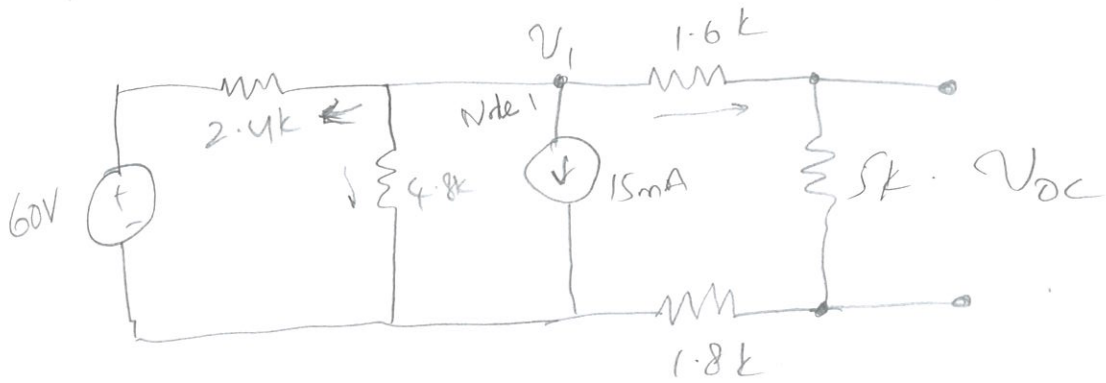 V₁
1.6k
Node 1
2.4k
60V
+
-
4.8k
15mA
5k.
Voc
1.8k